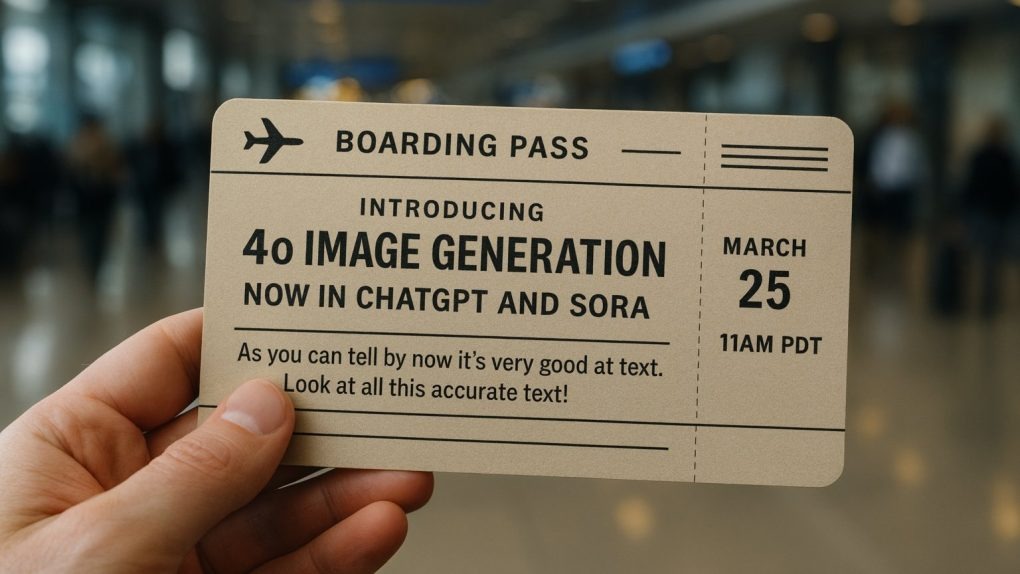 BOARDING PASS
INTRODUCING
4o IMAGE GENERATION
NOW IN CHATGPT AND SORA
As you can tell by now it's very good at text.
Look at all this accurate text!
MARCH
25
11AM PDT